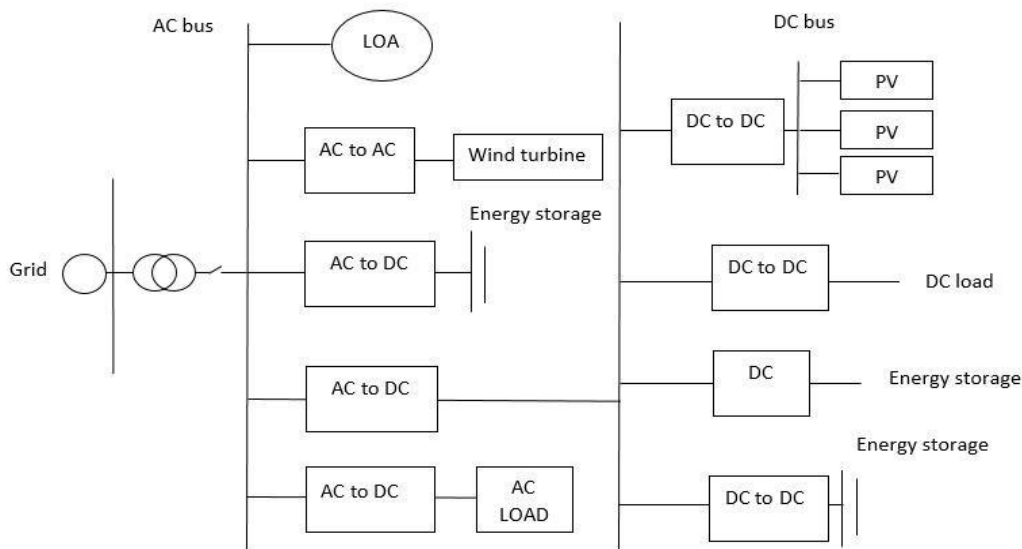 AC bus
LOA
DC bus
PV
DC to DC
PV
PV
AC to AC
Wind turbine
Energy storage
Grid
AC to DC
DC to DC
DC load
AC to DC
DC
Energy storage
Energy storage
AC to DC
AC
LOAD
DC to DC